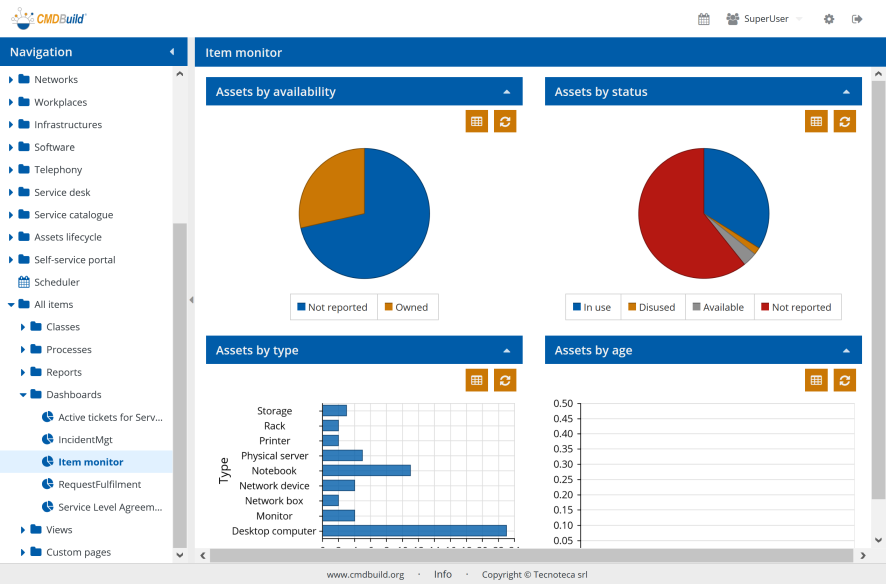 CMDBuild
SuperUser
Navigation
Item monitor
Networks
Workplaces
Infrastructures
Software
Telephony
Service desk
Service catalogue
Assets lifecycle
Self-service portal
Scheduler
All items
Classes
Processes
Reports
Dashboards
Active tickets for Serv...
IncidentMgt
Item monitor
RequestFulfilment
Service Level Agreem...
Views
Custom pages
Assets by availability
Not reported
Owned
Assets by status
In use
Disused
Available
Not reported
Assets by type
Type
Storage
Rack
Printer
Physical server
Notebook
Network device
Network box
Monitor
Desktop computer
Assets by age
0.50
0.45
0.40
0.35
0.30
0.25
0.20
0.15
0.10
0.05
www.cmdbuild.org · Info · Copyright © Tecnoteca srl